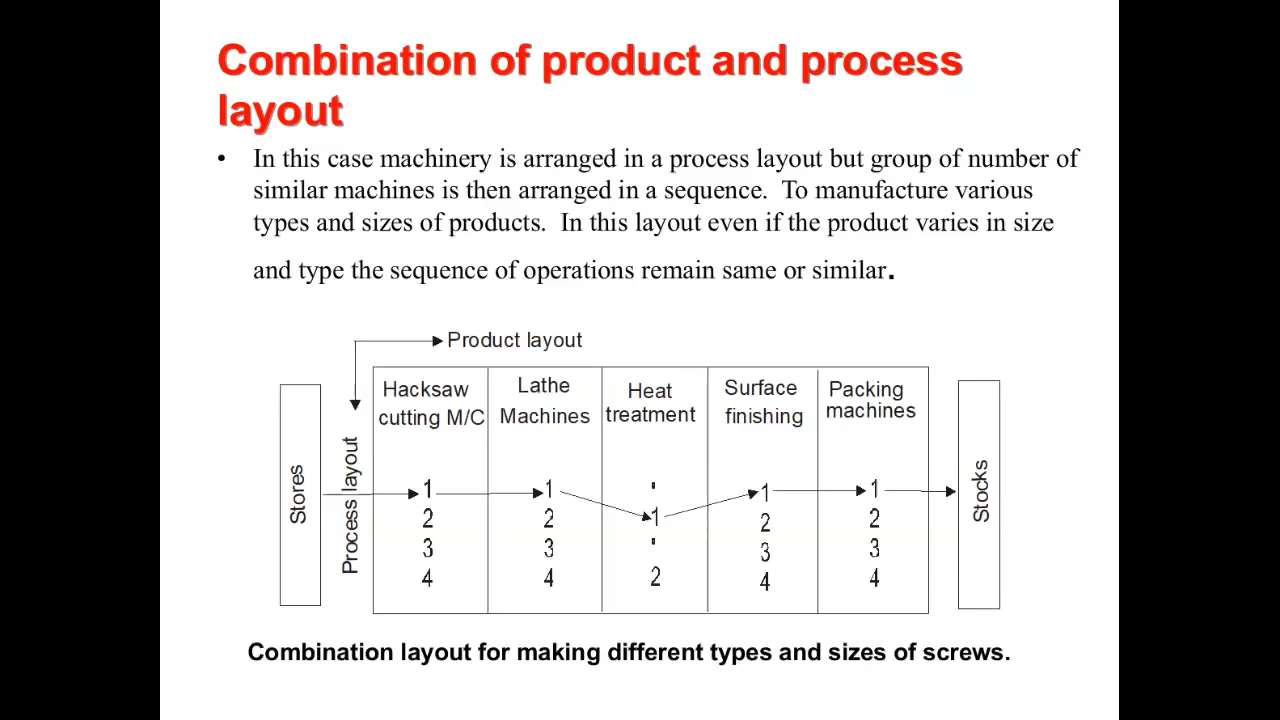 Combination of product and process
layout
• In this case machinery is arranged in a process layout but group of number of
similar machines is then arranged in a sequence. To manufacture various
types and sizes of products. In this layout even if the product varies in size
and type the sequence of operations remain same or similar.
Product layout
Stores
Process layout
Hacksaw
cutting M/C
Lathe
Machines
Heat
treatment
Surface
finishing
Packing
machines
Stocks
1 1 1 1 1
2 2 2 2
3 3 3 3
4 4 2 4 4
Combination layout for making different types and sizes of screws.